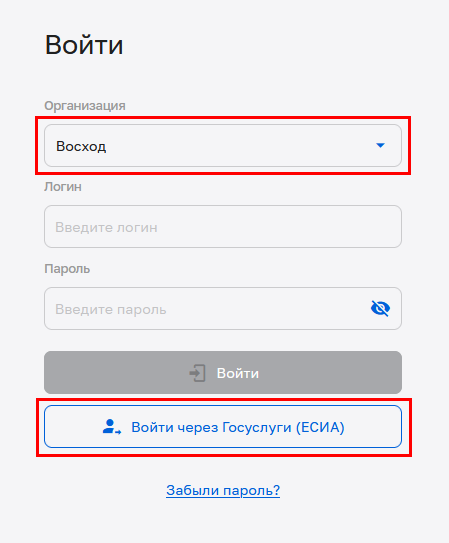 Войти
Организация
Восход
Логин
Введите логин
Пароль
Введите пароль
Войти
Войти через Госуслуги (ЕСИА)
Забыли пароль?